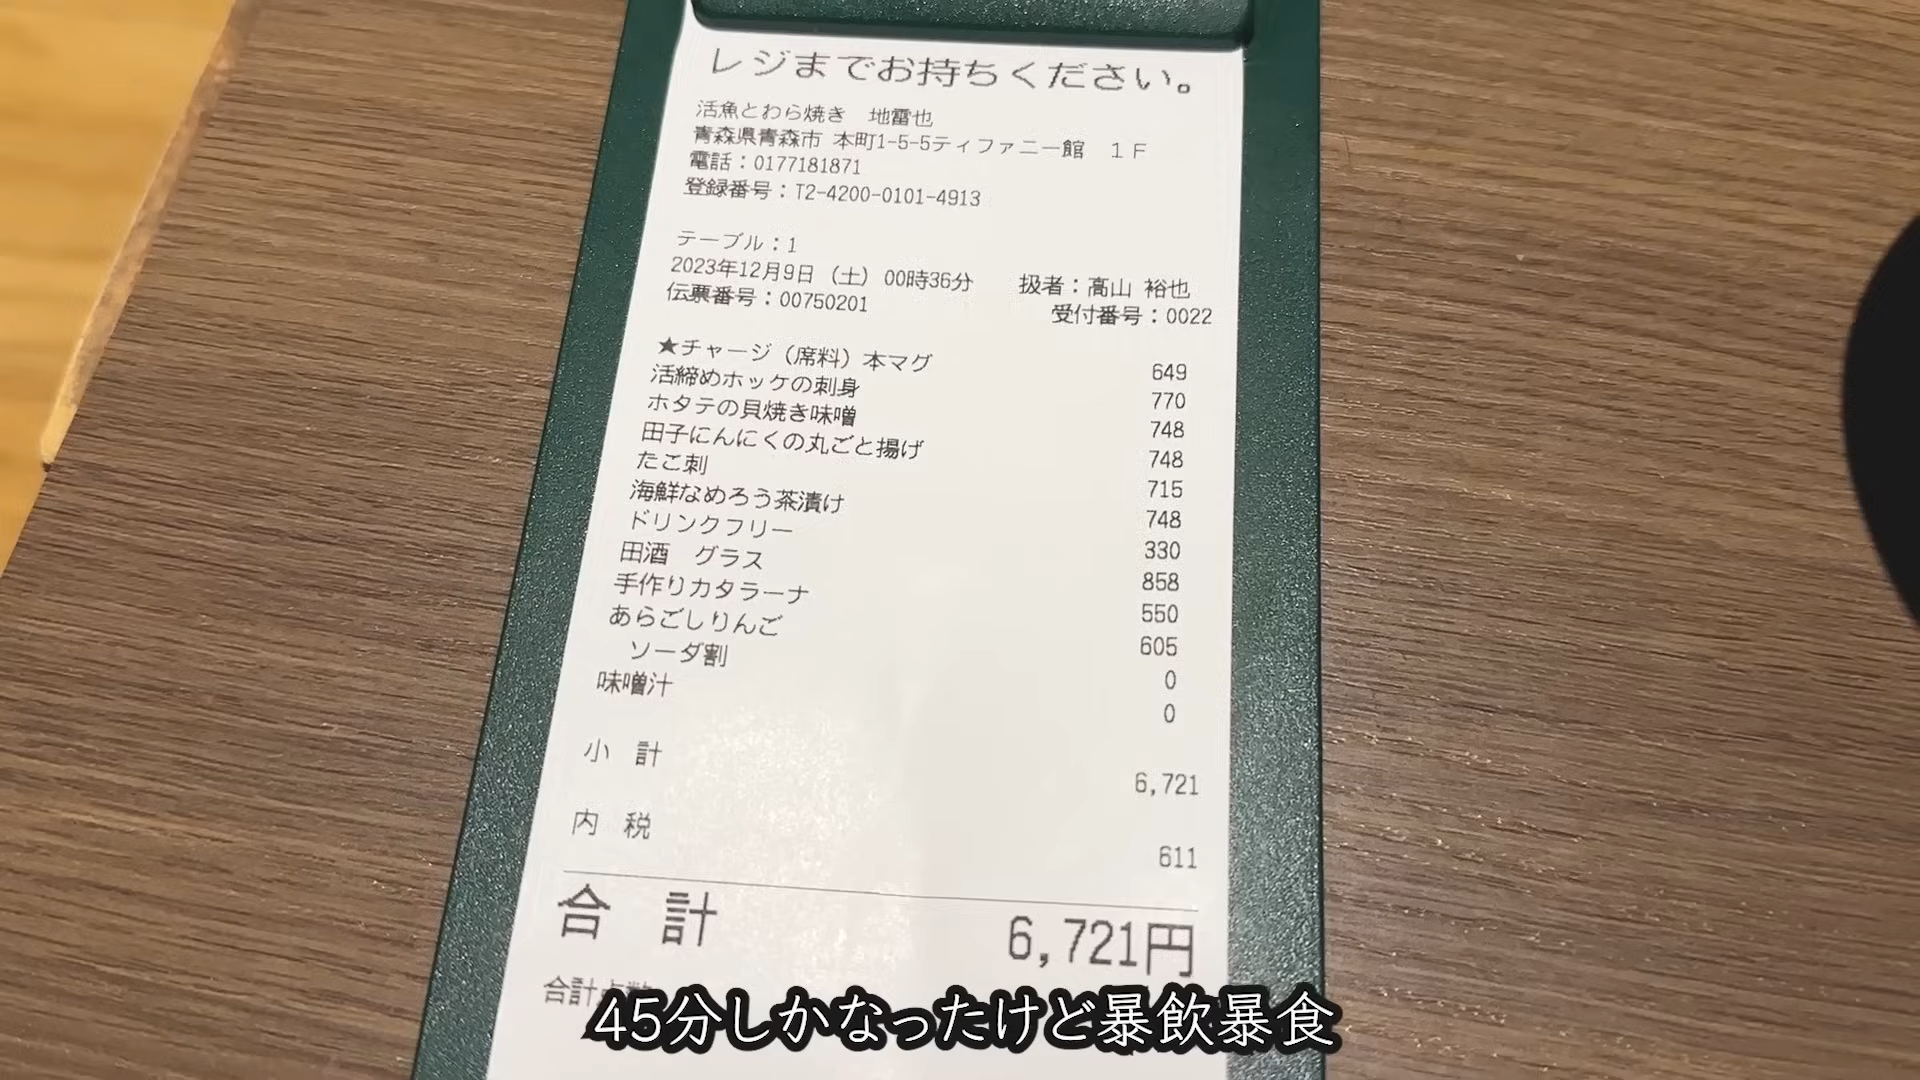 レジまでお持ちください。
活魚とわら焼き 地雷也
青森県青森市 本町1-5-5ティファニー館 1F
電話:0177181871
登録番号:T2-4200-0101-4913
テーブル:1
2023年12月9日(土)00時36分 扱者:高山 裕也
伝票番号:00750201 受付番号:0022
★チャージ(席料)本マグ 649
活締めホッケの刺身 770
ホタテの貝焼き味噌 748
田子にんにくの丸ごと揚げ 748
たこ刺 715
海鮮なめろう茶漬け 748
ドリンクフリー 330
田酒 グラス 858
手作りカタラーナ 550
あらごしりんご 605
ソーダ割 0
味噌汁 0
小 計 6,721
内 税 611
合 計 6,721円
合計点数
45分しかなったけど暴飲暴食